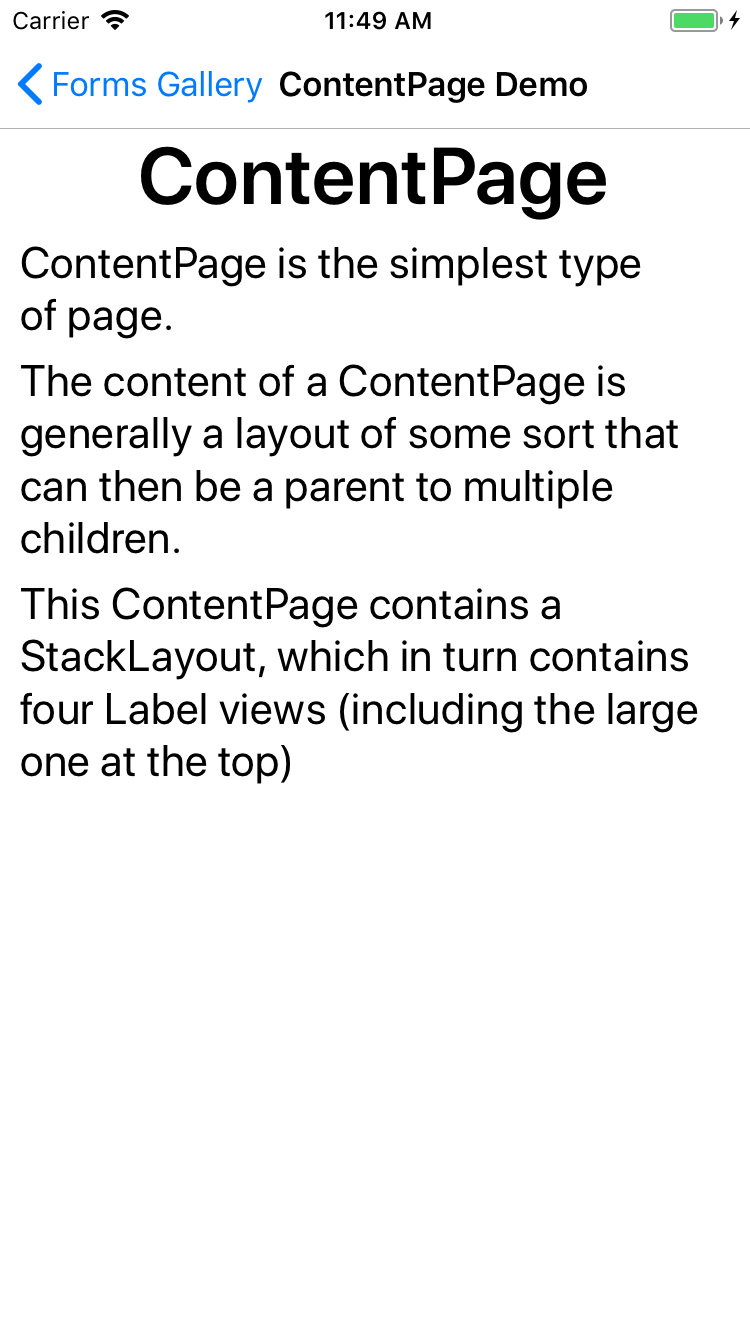 Carrier 11:49 AM
Forms Gallery ContentPage Demo
ContentPage
ContentPage is the simplest type
of page.
The content of a ContentPage is
generally a layout of some sort that
can then be a parent to multiple
children.
This ContentPage contains a
StackLayout, which in turn contains
four Label views (including the large
one at the top)